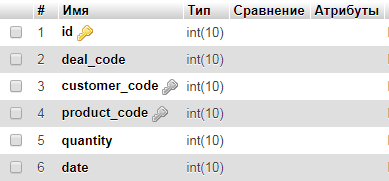 # Имя Тип Сравнение Атрибуты
1 id int(10)
2 deal_code int(10)
3 customer_code int(10)
4 product_code int(10)
5 quantity int(10)
6 date int(10)